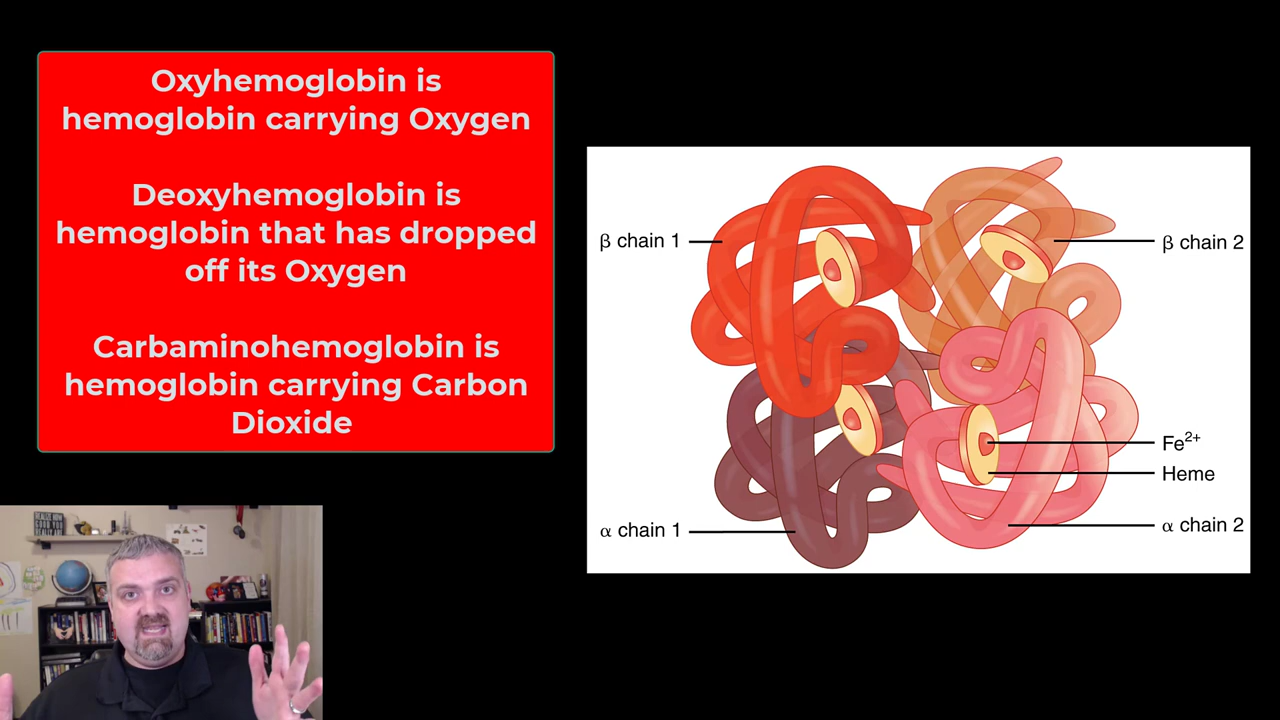 Oxyhemoglobin is
hemoglobin carrying Oxygen
Deoxyhemoglobin is
hemoglobin that has dropped
off its Oxygen
Carbaminohemoglobin is
hemoglobin carrying Carbon
Dioxide
β chain 1
β chain 2
Fe²⁺
Heme
α chain 1
α chain 2